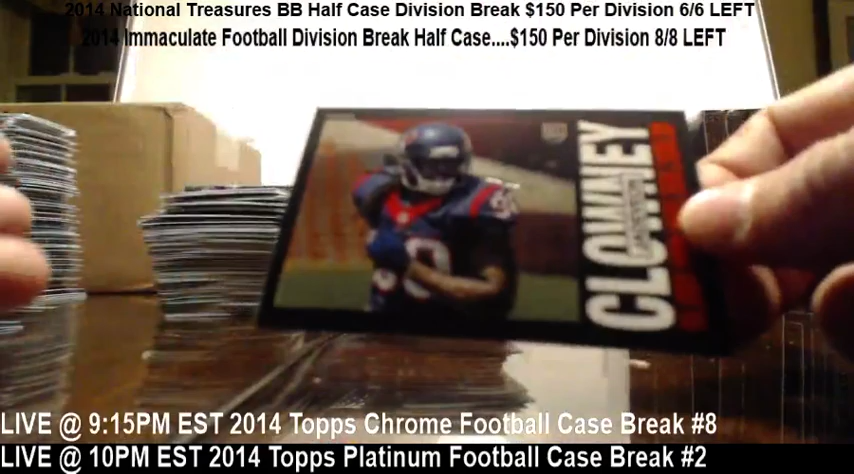 2014 National Treasures BB Half Case Division Break $150 Per Division 6/6 LEFT
2014 Immaculate Football Division Break Half Case....$150 Per Division 8/8 LEFT
CLOWNEY
LIVE @ 9:15PM EST 2014 Topps Chrome Football Case Break #8
LIVE @ 10PM EST 2014 Topps Platinum Football Case Break #2